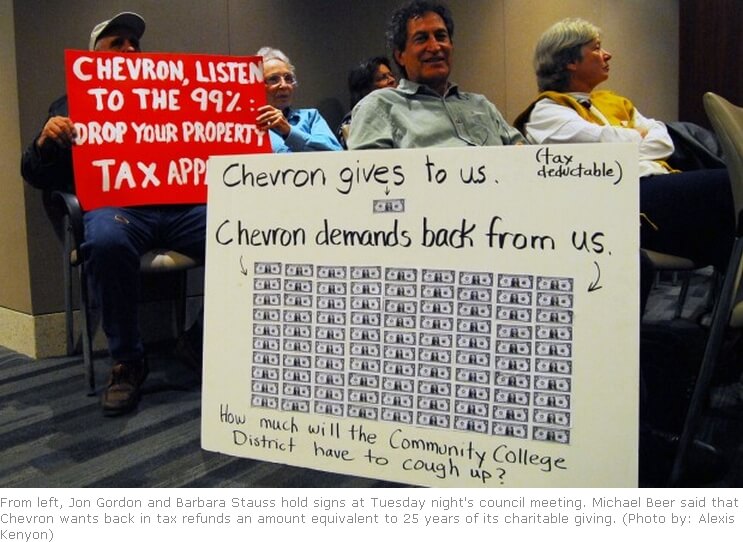 CHEVRON, LISTEN
TO THE 99%:
DROP YOUR PROPERTY
TAX APP
Chevron gives to us.
(tax
deductable)
Chevron demands back from us.
How much will the Community College
District have to cough up?
From left, Jon Gordon and Barbara Stauss hold signs at Tuesday night's council meeting. Michael Beer said that
Chevron wants back in tax refunds an amount equivalent to 25 years of its charitable giving. (Photo by: Alexis
Kenyon)